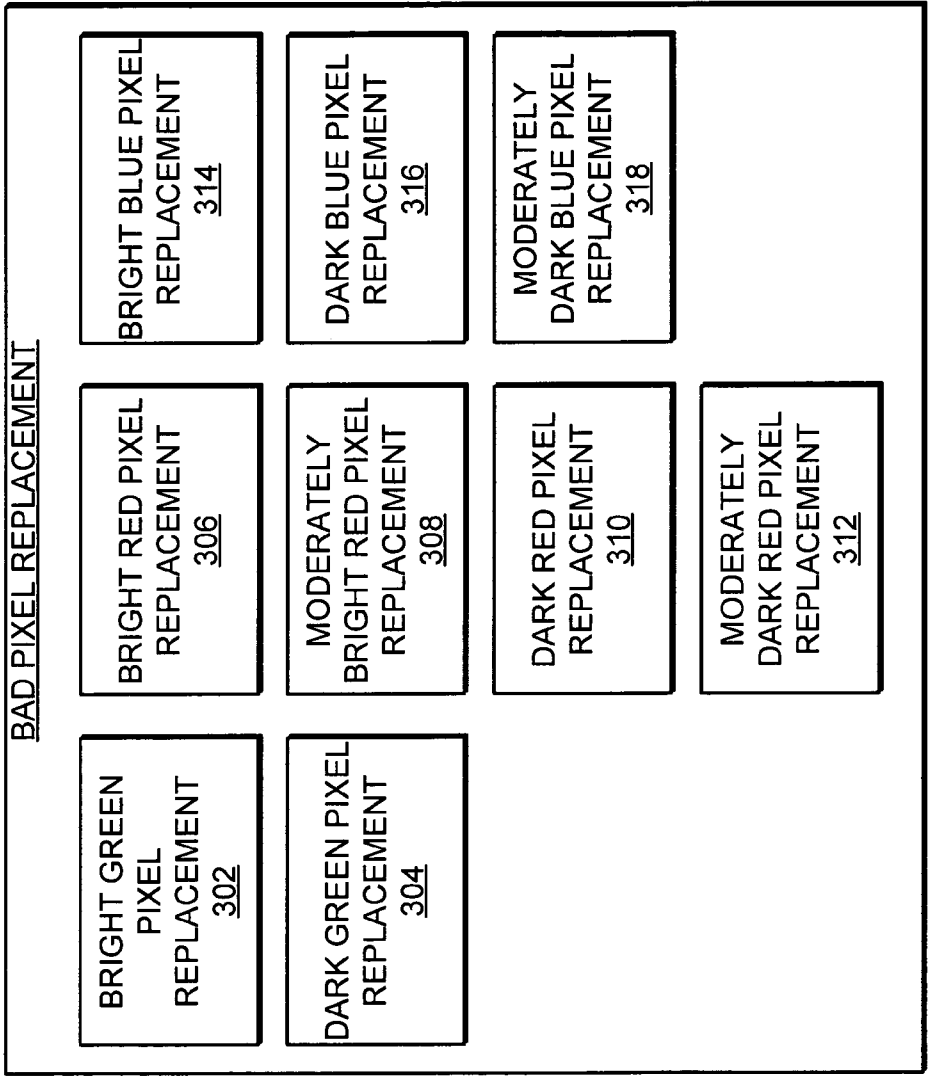 BAD PIXEL REPLACEMENT
BRIGHT GREEN
PIXEL
REPLACEMENT
302
DARK GREEN PIXEL
REPLACEMENT
304
BRIGHT RED PIXEL
REPLACEMENT
306
MODERATELY
BRIGHT RED PIXEL
REPLACEMENT
308
DARK RED PIXEL
REPLACEMENT
310
MODERATELY
DARK RED PIXEL
REPLACEMENT
312
BRIGHT BLUE PIXEL
REPLACEMENT
314
DARK BLUE PIXEL
REPLACEMENT
316
MODERATELY
DARK BLUE PIXEL
REPLACEMENT
318